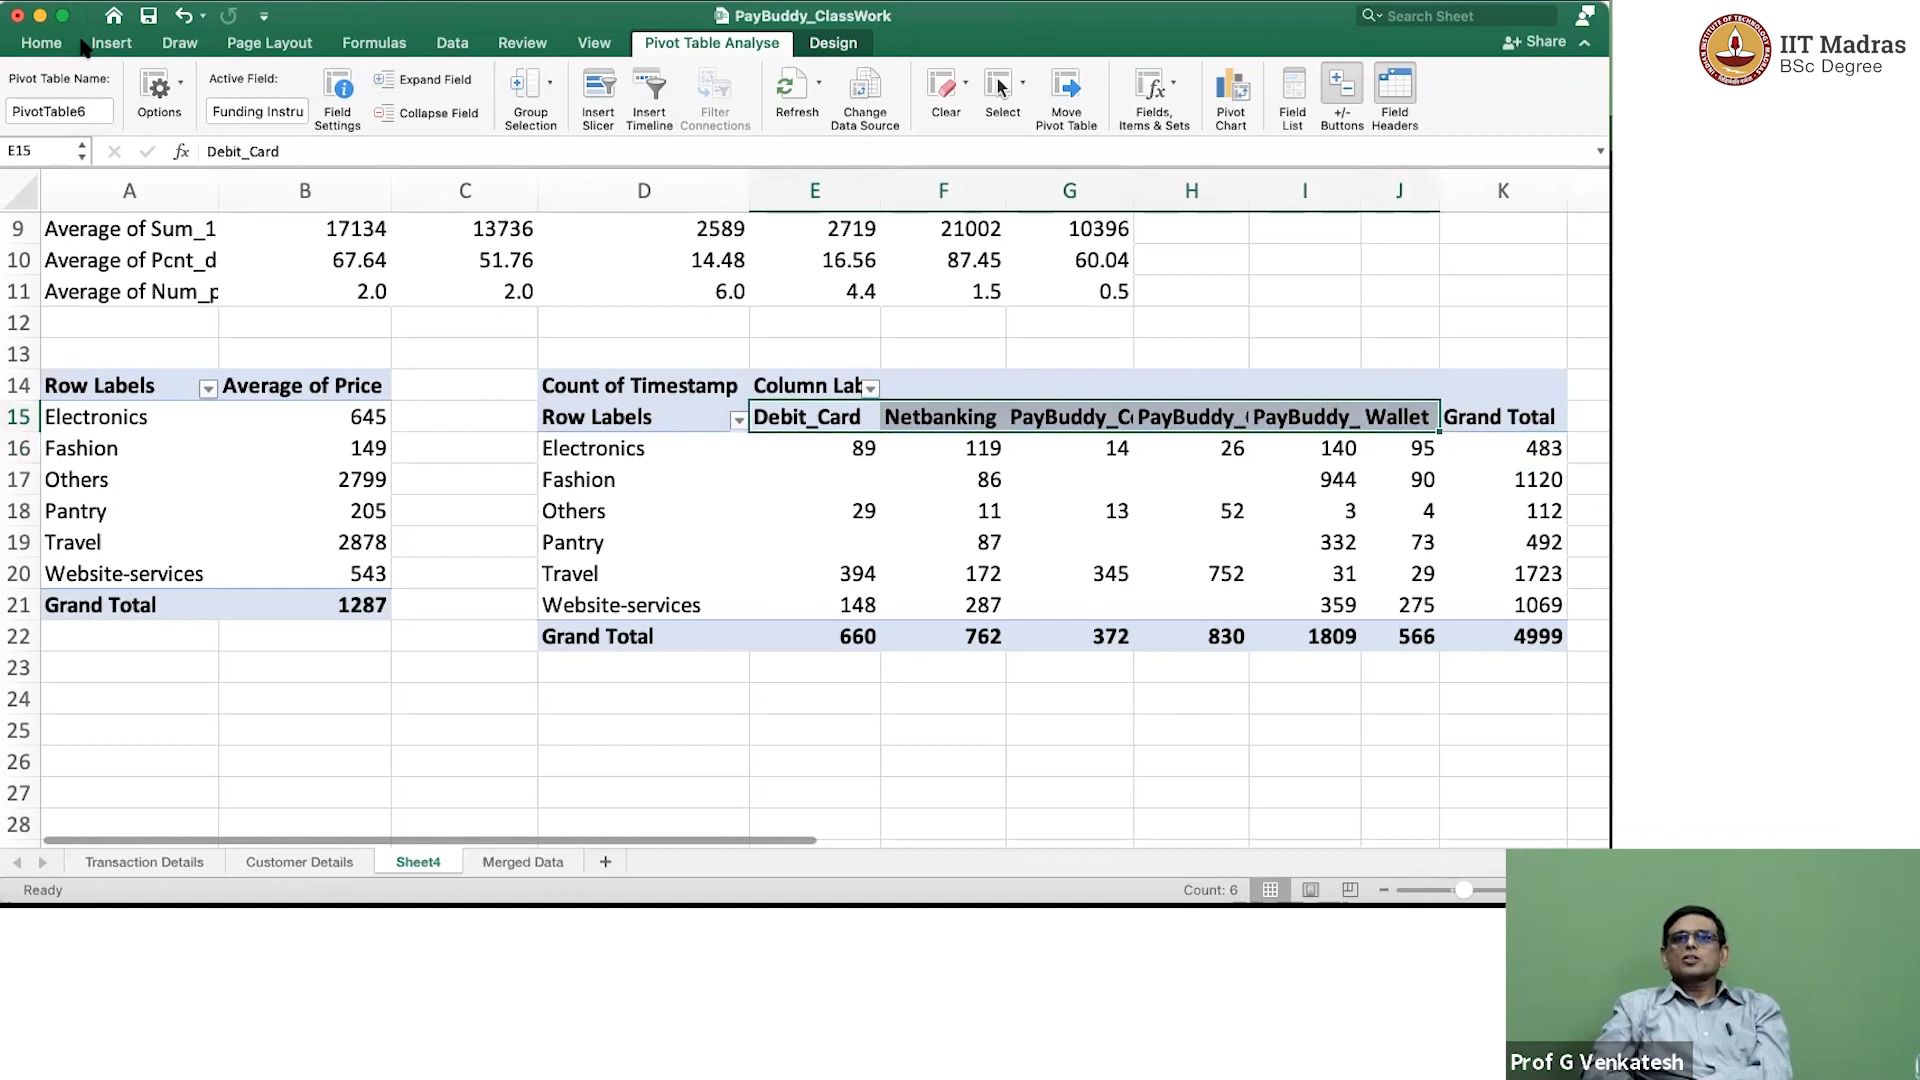 PayBuddy_ClassWork
Search Sheet
Home Insert Draw Page Layout Formulas Data Review View Pivot Table Analyse Design Share
Pivot Table Name:
PivotTable6
Options
Active Field:
Funding Instru
Field Settings
Expand Field
Collapse Field
Group Selection
Insert Slicer
Insert Timeline
Filter Connections
Refresh
Change Data Source
Clear
Select
Move Pivot Table
Fields, Items & Sets
Pivot Chart
Field List
+/- Buttons
Field Headers
E15 fx Debit_Card
A B C D E F G H I J K
9 Average of Sum_1 17134 13736 2589 2719 21002 10396
10 Average of Pcnt_d 67.64 51.76 14.48 16.56 87.45 60.04
11 Average of Num_p 2.0 2.0 6.0 4.4 1.5 0.5
12
13
14 Row Labels Average of Price Count of Timestamp Column Lab
15 Electronics 645 Row Labels Debit_Card Netbanking PayBuddy_C PayBuddy_ PayBuddy_ Wallet Grand Total
16 Fashion 149 Electronics 89 119 14 26 140 95 483
17 Others 2799 Fashion 86 944 90 1120
18 Pantry 205 Others 29 11 13 52 3 4 112
19 Travel 2878 Pantry 87 332 73 492
20 Website-services 543 Travel 394 172 345 752 31 29 1723
21 Grand Total 1287 Website-services 148 287 359 275 1069
22 Grand Total 660 762 372 830 1809 566 4999
23
24
25
26
27
28
Transaction Details Customer Details Sheet4 Merged Data +
Ready Count: 6
IIT Madras
BSc Degree
Prof G Venkatesh